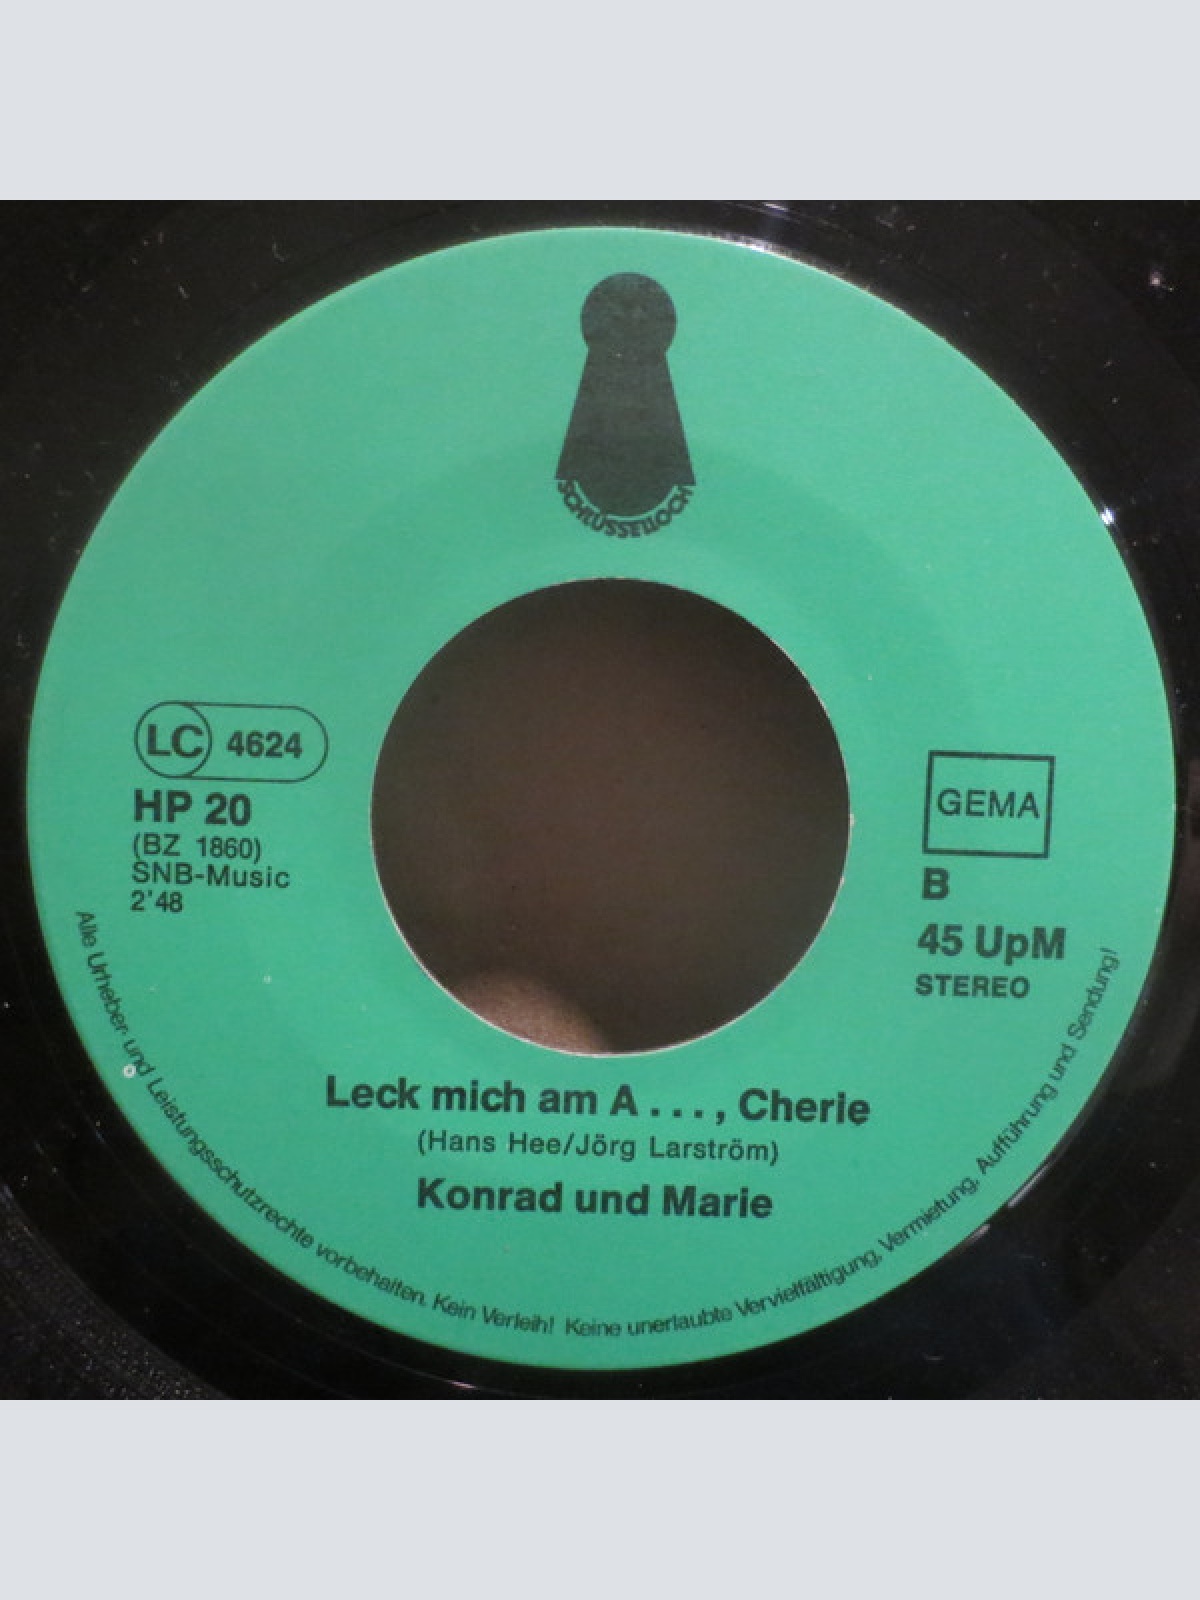 SCHLÜSSELLOCH
LC 4624
HP 20
(BZ 1860)
SNB-Music
2'48
GEMA
B
45 UpM
STEREO
Leck mich am A . . . , Cherie
(Hans Hee/Jörg Larström)
Konrad und Marie
Alle Urheber- und Leistungsschutzrechte vorbehalten. Kein Verleih! Keine unerlaubte Vervielfältigung, Vermietung, Aufführung und Sendung!